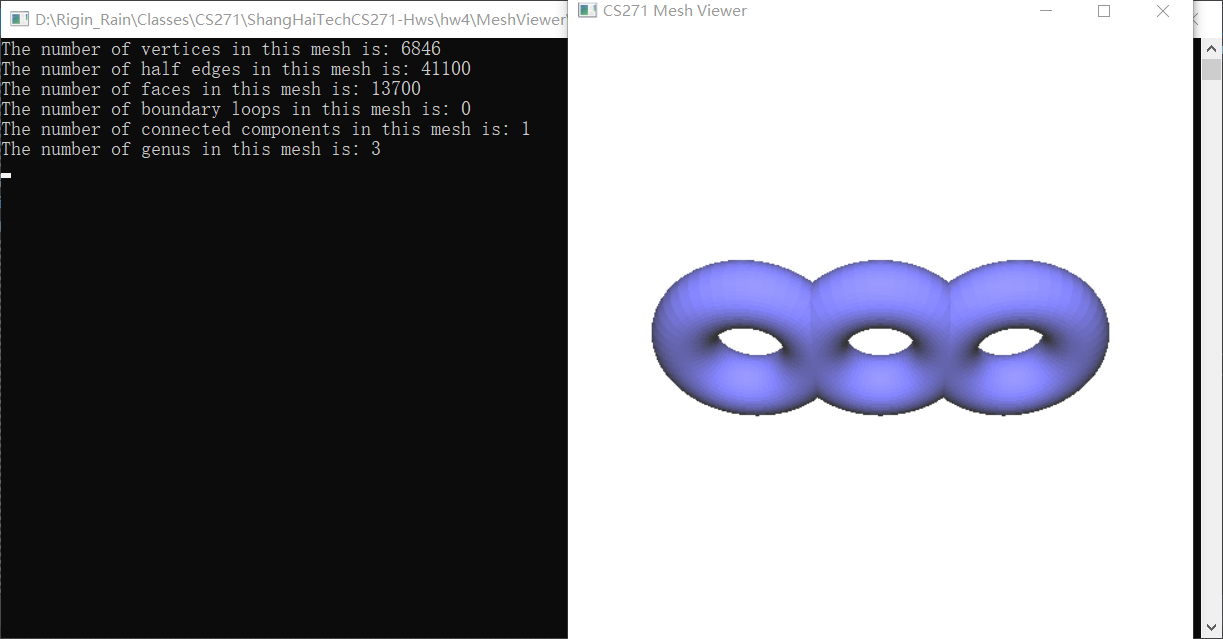 D:\Rigin_Rain\Classes\CS271\ShangHaiTechCS271-Hws\hw4\MeshViewer\
CS271 Mesh Viewer
The number of vertices in this mesh is: 6846
The number of half edges in this mesh is: 41100
The number of faces in this mesh is: 13700
The number of boundary loops in this mesh is: 0
The number of connected components in this mesh is: 1
The number of genus in this mesh is: 3